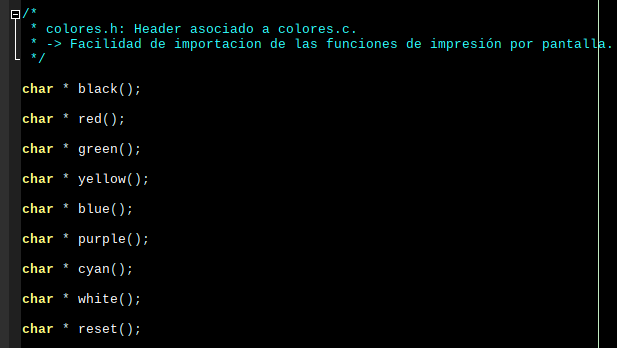 /*
* colores.h: Header asociado a colores.c.
* -> Facilidad de importacion de las funciones de impresión por pantalla.
*/
char * black();
char * red();
char * green();
char * yellow();
char * blue();
char * purple();
char * cyan();
char * white();
char * reset();